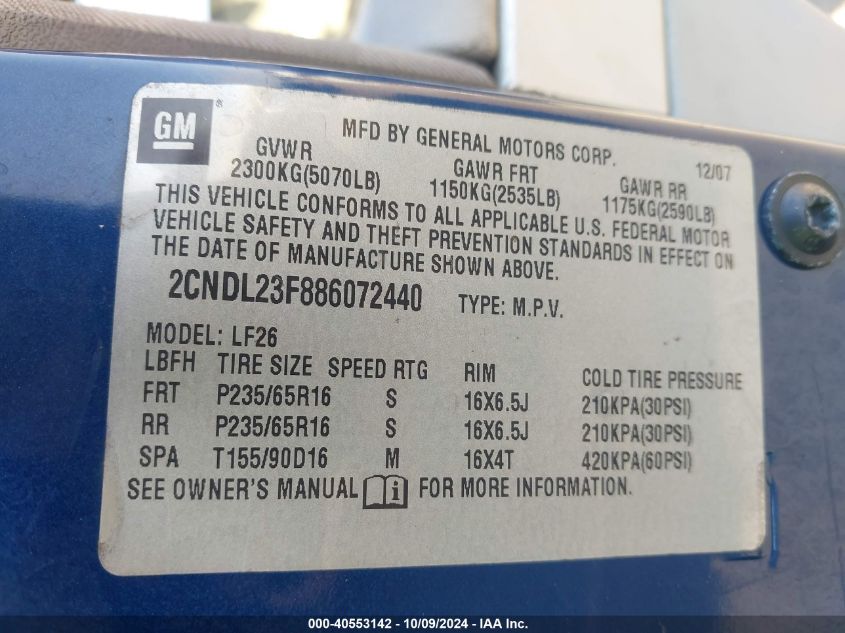 GM ®
MFD BY GENERAL MOTORS CORP. 12/07
GVWR GAWR FRT GAWR RR
2300KG(5070LB) 1150KG(2535LB) 1175KG(2590LB)
THIS VEHICLE CONFORMS TO ALL APPLICABLE U.S. FEDERAL MOTOR
VEHICLE SAFETY AND THEFT PREVENTION STANDARDS IN EFFECT ON
THE DATE OF MANUFACTURE SHOWN ABOVE.
2CNDL23F886072440 TYPE: M.P.V.
MODEL: LF26
LBFH TIRE SIZE SPEED RTG RIM COLD TIRE PRESSURE
FRT P235/65R16 S 16X6.5J 210KPA(30PSI)
RR P235/65R16 S 16X6.5J 210KPA(30PSI)
SPA T155/90D16 M 16X4T 420KPA(60PSI)
SEE OWNER'S MANUAL i FOR MORE INFORMATION.
000-40553142 - 10/09/2024 - IAA Inc.